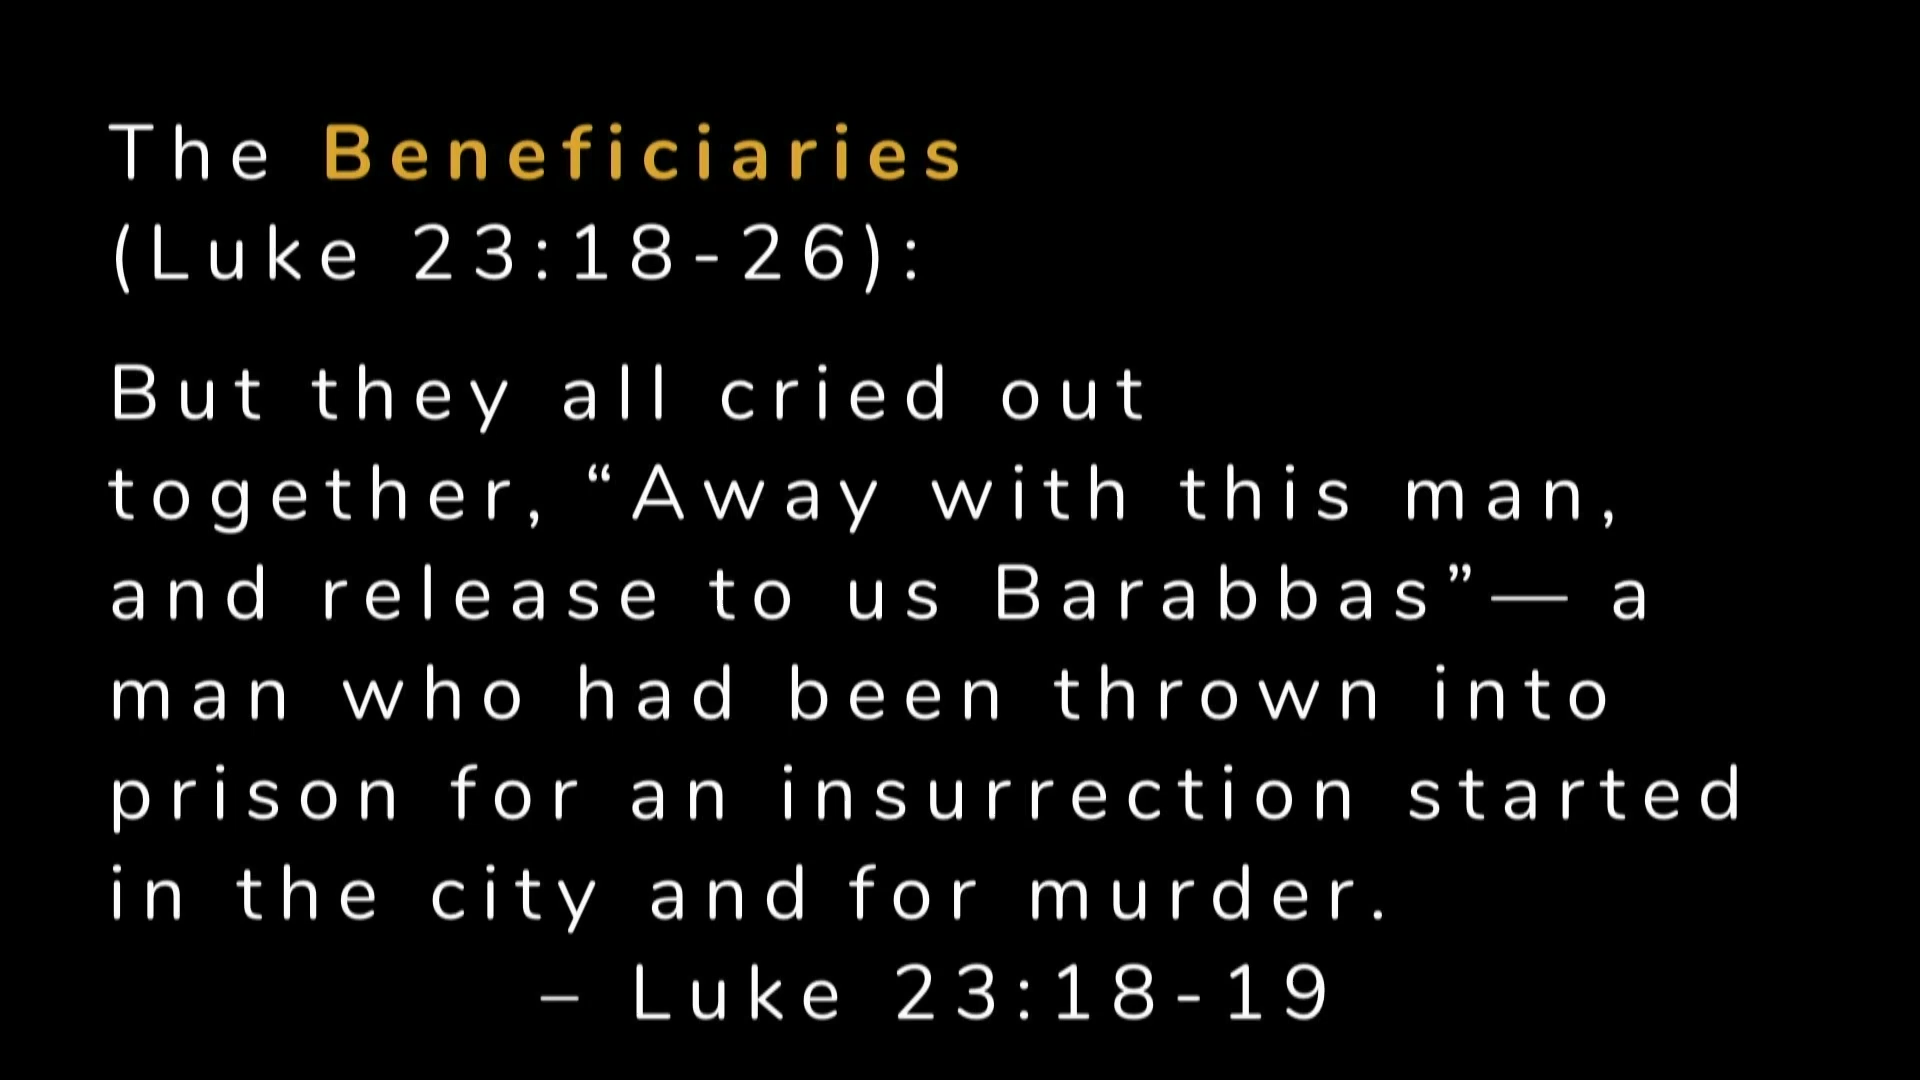 The Beneficiaries
(Luke 23:18-26):
But they all cried out
together, “Away with this man,
and release to us Barabbas”— a
man who had been thrown into
prison for an insurrection started
in the city and for murder.
– Luke 23:18-19